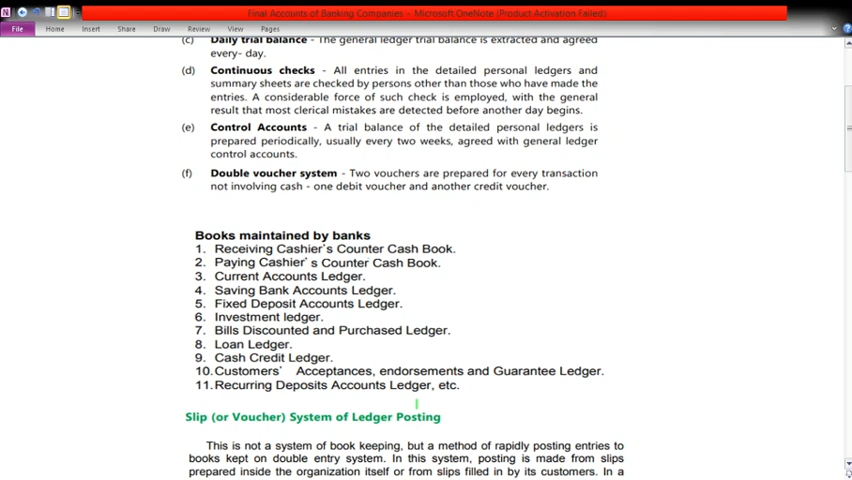 Final Accounts of Banking Companies - Microsoft OneNote (Product Activation Failed)
File Home Insert Share Draw Review View Pages
(c) Daily trial balance - The general ledger trial balance is extracted and agreed
every- day.
(d) Continuous checks - All entries in the detailed personal ledgers and
summary sheets are checked by persons other than those who have made the
entries. A considerable force of such check is employed, with the general
result that most clerical mistakes are detected before another day begins.
(e) Control Accounts - A trial balance of the detailed personal ledgers is
prepared periodically, usually every two weeks, agreed with general ledger
control accounts.
(f) Double voucher system - Two vouchers are prepared for every transaction
not involving cash - one debit voucher and another credit voucher.
Books maintained by banks
1. Receiving Cashier's Counter Cash Book.
2. Paying Cashier's Counter Cash Book.
3. Current Accounts Ledger.
4. Saving Bank Accounts Ledger.
5. Fixed Deposit Accounts Ledger.
6. Investment ledger.
7. Bills Discounted and Purchased Ledger.
8. Loan Ledger.
9. Cash Credit Ledger.
10. Customers' Acceptances, endorsements and Guarantee Ledger.
11. Recurring Deposits Accounts Ledger, etc.
Slip (or Voucher) System of Ledger Posting
This is not a system of book keeping, but a method of rapidly posting entries to
books kept on double entry system. In this system, posting is made from slips
prepared inside the organization itself or from slips filled in by its customers. In a